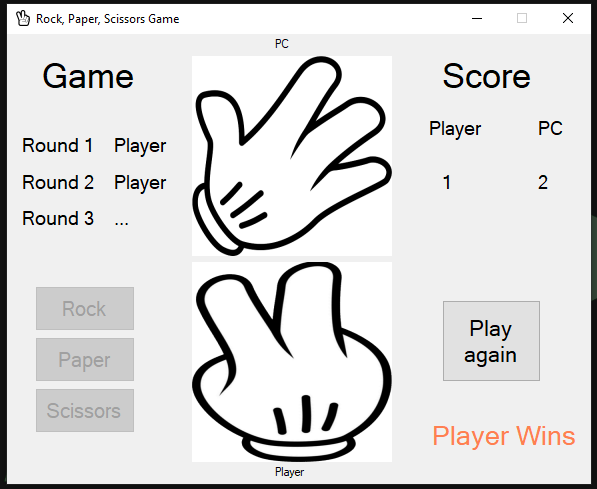 Rock, Paper, Scissors Game
PC
Game
Score
Player PC
Round 1 Player
Round 2 Player
1 2
Round 3 ...
Rock
Paper
Scissors
Play
again
Player Wins
Player